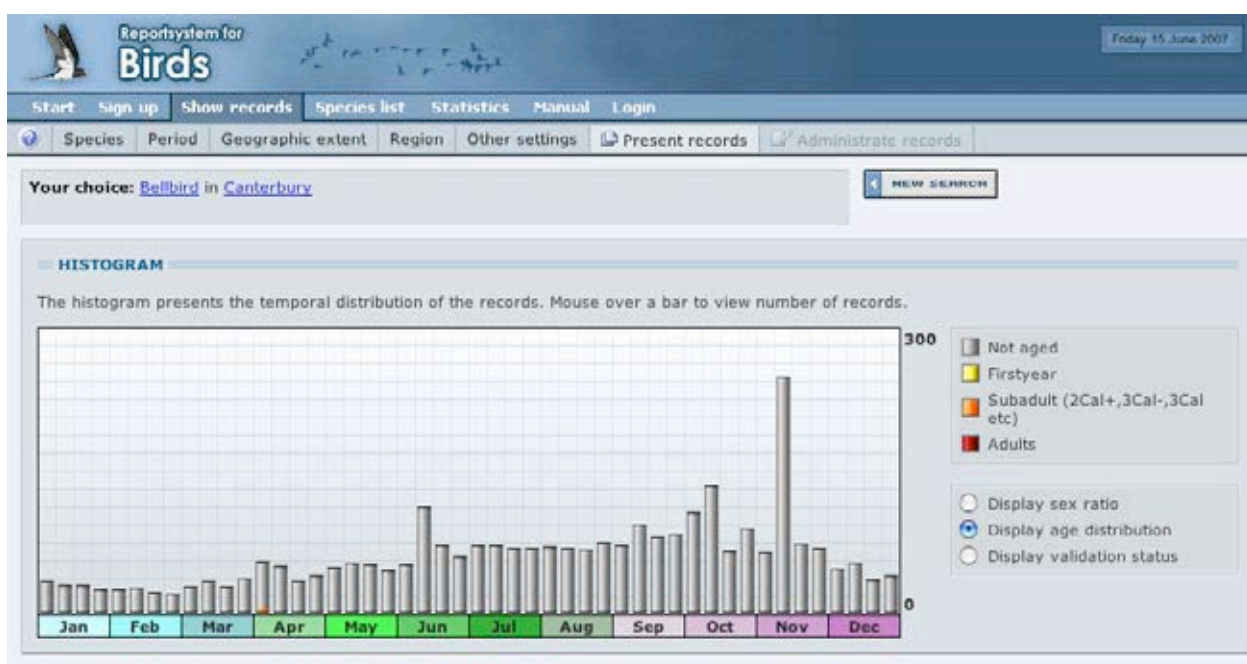 Reportsystem for
Birds
Friday 15 June 2007
Start Sign up Show records Species list Statistics Manual Login
Species Period Geographic extent Region Other settings Present records Administrate records
Your choice: Bellbird in Canterbury
NEW SEARCH
HISTOGRAM
The histogram presents the temporal distribution of the records. Mouse over a bar to view number of records.
300
Not aged
Firstyear
Subadult (2Cal+,3Cal-,3Cal
etc)
Adults
Display sex ratio
Display age distribution
Display validation status
0
Jan Feb Mar Apr May Jun Jul Aug Sep Oct Nov Dec